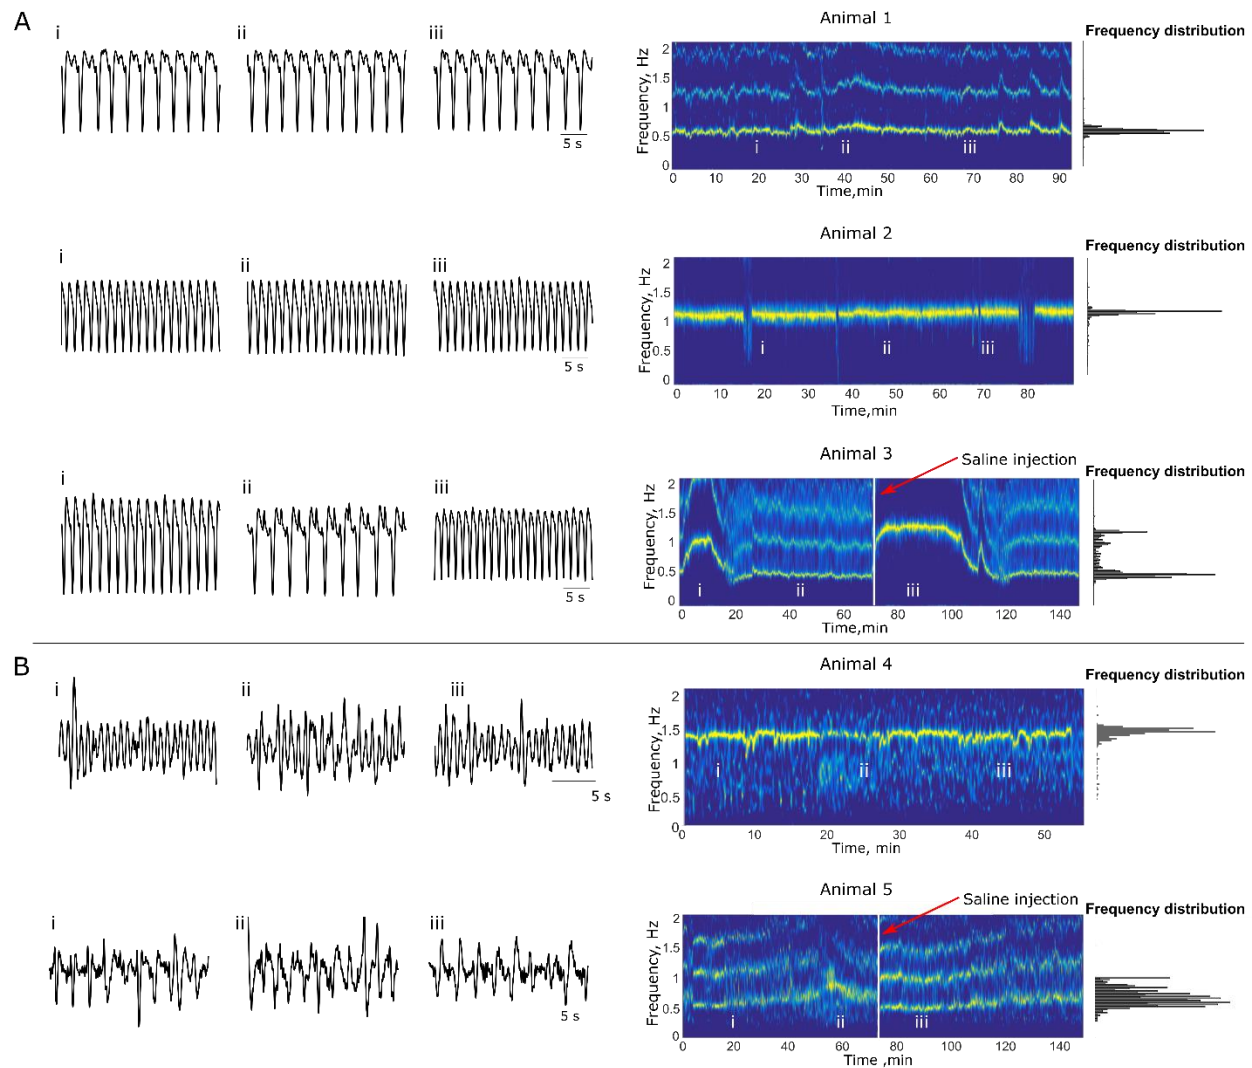 A
i
ii
iii
5 s
Animal 1
Frequency distribution
Frequency, Hz
2
1.5
1
0.5
0
i
ii
iii
0 10 20 30 40 50 60 70 80 90
Time,min
i
ii
iii
5 s
Animal 2
Frequency distribution
Frequency, Hz
2
1.5
1
0.5
0
i
ii
iii
0 10 20 30 40 50 60 70 80
Time,min
i
ii
iii
5 s
Animal 3
Saline injection
Frequency distribution
Frequency, Hz
2
1.5
1
0.5
0
i
ii
iii
0 20 40 60 80 100 120 140
Time,min
B
i
ii
iii
5 s
Animal 4
Frequency distribution
Frequency, Hz
2
1.5
1
0.5
0
i
ii
iii
0 10 20 30 40 50
Time, min
i
ii
iii
5 s
Animal 5
Saline injection
Frequency distribution
Frequency, Hz
2
1.5
1
0.5
0
i
ii
iii
0 20 40 60 80 100 120 140
Time ,min